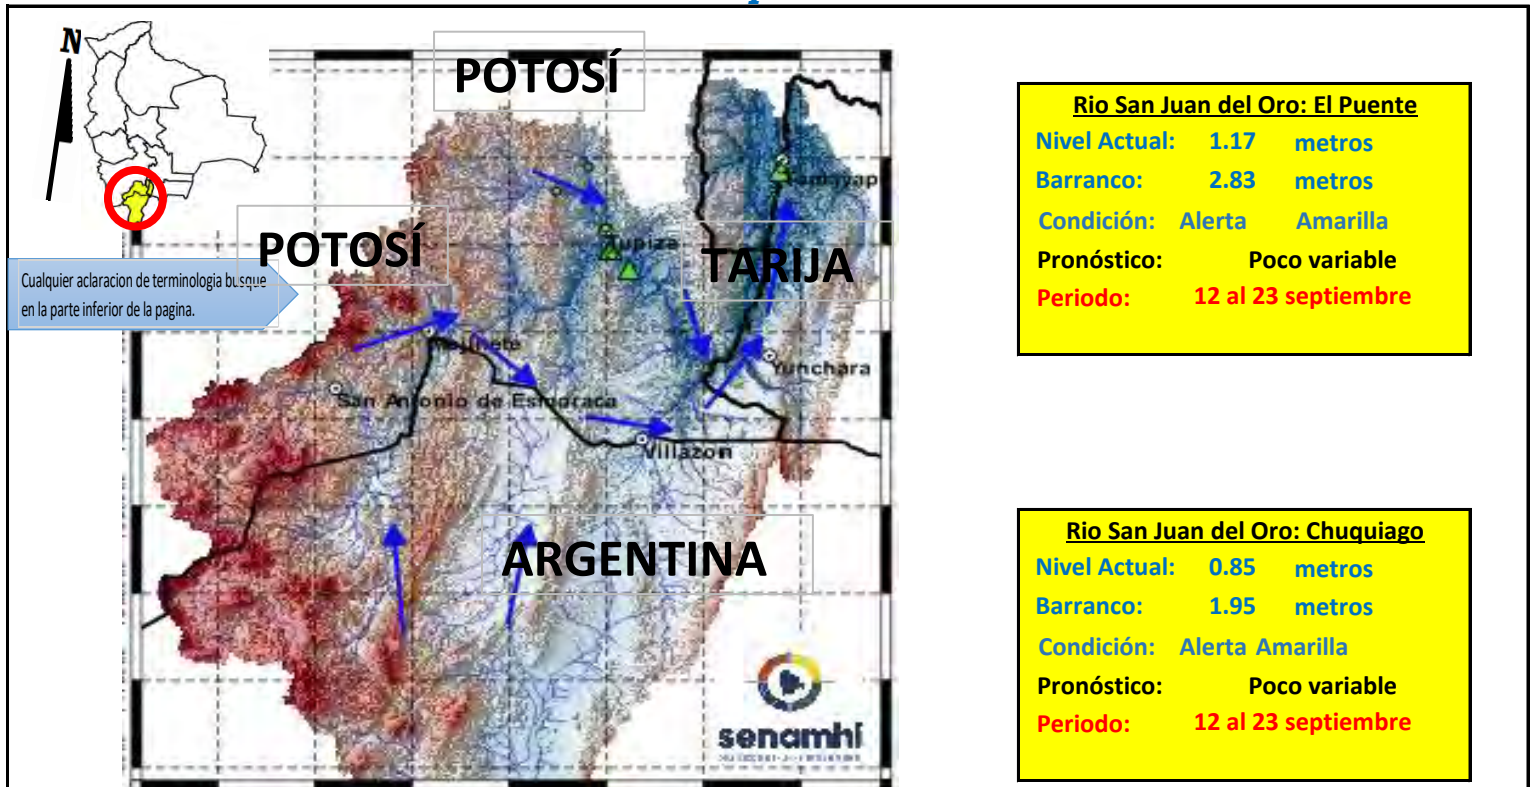 N
POTOSÍ
POTOSÍ
TARIJA
Cualquier aclaracion de terminologia busque
en la parte inferior de la pagina.
Tupiza
Yunchara
San Antonio de Esmoraca
Villazon
ARGENTINA
senamhi
Rio San Juan del Oro: El Puente
Nivel Actual: 1.17 metros
Barranco: 2.83 metros
Condición: Alerta Amarilla
Pronóstico: Poco variable
Periodo: 12 al 23 septiembre
Rio San Juan del Oro: Chuquiago
Nivel Actual: 0.85 metros
Barranco: 1.95 metros
Condición: Alerta Amarilla
Pronóstico: Poco variable
Periodo: 12 al 23 septiembre